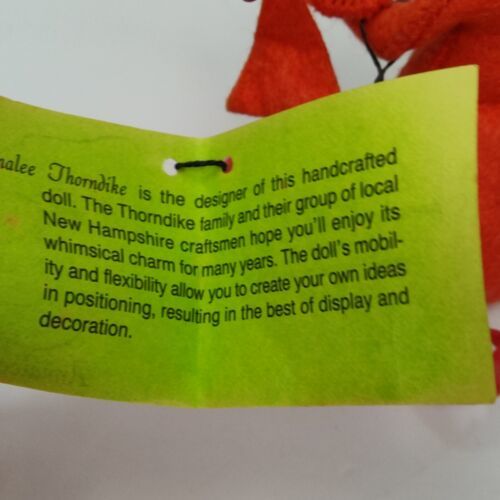 nalee Thorndike is the designer of this handcrafted
doll. The Thorndike family and their group of local
New Hampshire craftsmen hope you'll enjoy its
whimsical charm for many years. The doll's mobil-
ity and flexibility allow you to create your own ideas
in positioning, resulting in the best of display and
decoration.